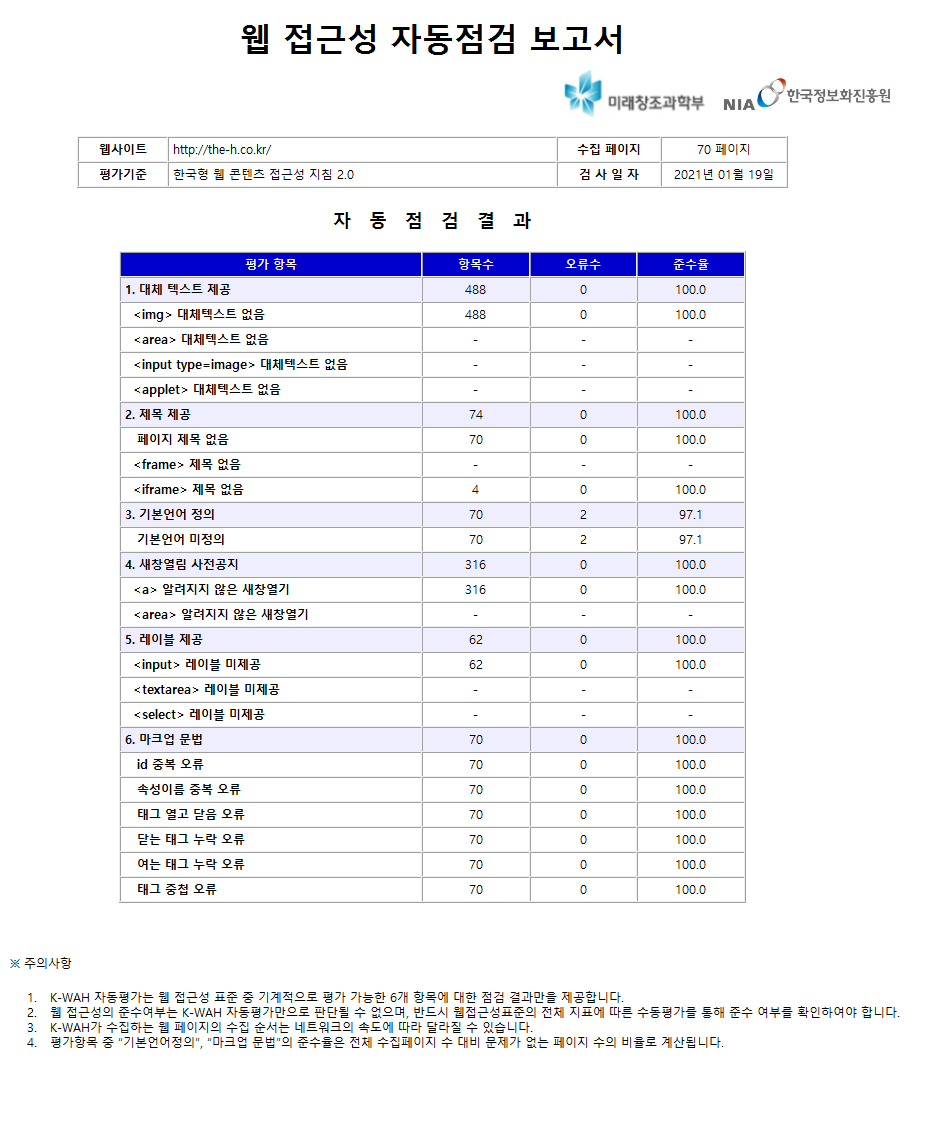 웹 접근성 자동점검 보고서
미래창조과학부 NIA 한국정보화진흥원
웹사이트 http://the-h.co.kr/ 수집 페이지 70 페이지
평가기준 한국형 웹 콘텐츠 접근성 지침 2.0 검 사 일 자 2021년 01월 19일
자 동 점 검 결 과
평가 항목 항목수 오류수 준수율
1. 대체 텍스트 제공 488 0 100.0
<img> 대체텍스트 없음 488 0 100.0
<area> 대체텍스트 없음 - - -
<input type=image> 대체텍스트 없음 - - -
<applet> 대체텍스트 없음 - - -
2. 제목 제공 74 0 100.0
페이지 제목 없음 70 0 100.0
<frame> 제목 없음 - - -
<iframe> 제목 없음 4 0 100.0
3. 기본언어 정의 70 2 97.1
기본언어 미정의 70 2 97.1
4. 새창열림 사전공지 316 0 100.0
<a> 알려지지 않은 새창열기 316 0 100.0
<area> 알려지지 않은 새창열기 - - -
5. 레이블 제공 62 0 100.0
<input> 레이블 미제공 62 0 100.0
<textarea> 레이블 미제공 - - -
<select> 레이블 미제공 - - -
6. 마크업 문법 70 0 100.0
id 중복 오류 70 0 100.0
속성이름 중복 오류 70 0 100.0
태그 열고 닫음 오류 70 0 100.0
닫는 태그 누락 오류 70 0 100.0
여는 태그 누락 오류 70 0 100.0
태그 중첩 오류 70 0 100.0
※ 주의사항
1. K-WAH 자동평가는 웹 접근성 표준 중 기계적으로 평가 가능한 6개 항목에 대한 점검 결과만을 제공합니다.
2. 웹 접근성의 준수여부는 K-WAH 자동평가만으로 판단될 수 없으며, 반드시 웹접근성표준의 전체 지표에 따른 수동평가를 통해 준수 여부를 확인하여야 합니다.
3. K-WAH가 수집하는 웹 페이지의 수집 순서는 네트워크의 속도에 따라 달라질 수 있습니다.
4. 평가항목 중 "기본언어정의", "마크업 문법"의 준수율은 전체 수집페이지 수 대비 문제가 없는 페이지 수의 비율로 계산됩니다.